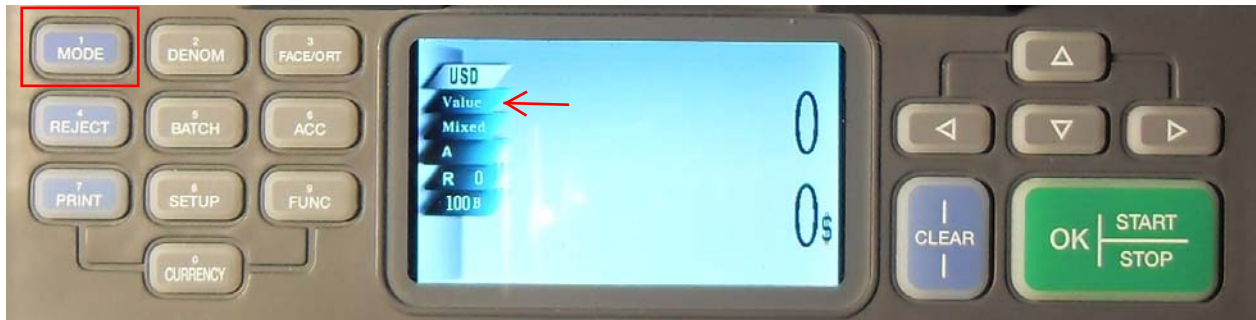 1
MODE
2
DENOM
3
FACE/ORT
4
REJECT
5
BATCH
6
ACC
7
PRINT
8
SETUP
9
FUNC
0
CURRENCY
USD
Value
Mixed
A
R 0
100 B
0
0$
CLEAR
OK
START
STOP